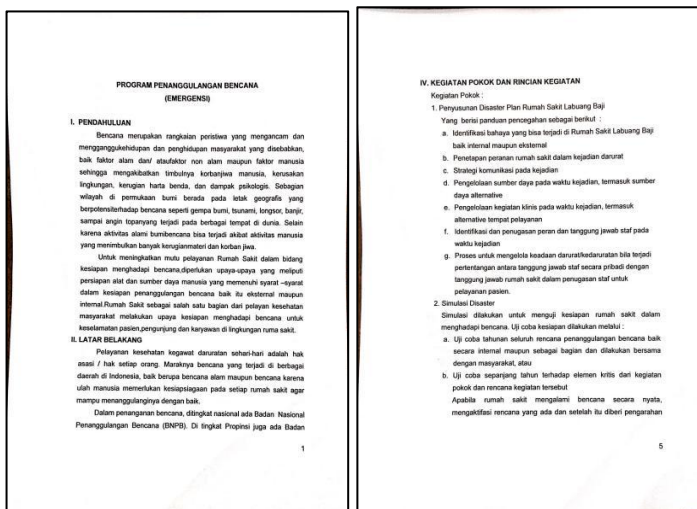 PROGRAM PENANGGULANGAN BENCANA
(EMERGENSI)
I. PENDAHULUAN
Bencana merupakan rangkaian peristiwa yang mengancam dan
mengganggukehidupan dan penghidupan masyarakat yang disebabkan,
baik faktor alam dan/ ataufaktor non alam maupun faktor manusia
sehingga mengakibatkan timbulnya korbanjiwa manusia, kerusakan
lingkungan, kerugian harta benda, dan dampak psikologis. Sebagian
wilayah di permukaan bumi berada pada letak geografis yang
berpotensiterhadap bencana seperti gempa bumi, tsunami, longsor, banjir,
sampai angin topanyang terjadi pada berbagai tempat di dunia. Selain
karena aktivitas alami bumibencana bisa terjadi akibat aktivitas manusia
yang menimbulkan banyak kerugianmateri dan korban jiwa.
Untuk meningkatkan mutu pelayanan Rumah Sakit dalam bidang
kesiapan menghadapi bencana,diperlukan upaya-upaya yang meliputi
persiapan alat dan sumber daya manusia yang memenuhi syarat –syarat
dalam kesiapan penanggulangan bencana baik itu eksternal maupun
internal.Rumah Sakit sebagai salah satu bagian dari pelayan kesehatan
masyarakat melakukan upaya kesiapan menghadapi bencana untuk
keselamatan pasien,pengunjung dan karyawan di lingkungan ruma sakit.
II. LATAR BELAKANG
Pelayanan kesehatan kegawat daruratan sehari-hari adalah hak
asasi / hak setiap orang. Maraknya bencana yang terjadi di berbagai
daerah di Indonesia, baik berupa bencana alam maupun bencana karena
ulah manusia memerlukan kesiapsiagaan pada setiap rumah sakit agar
mampu menanggulanginya dengan baik.
Dalam penanganan bencana, ditingkat nasional ada Badan Nasional
Penanggulangan Bencana (BNPB). Di tingkat Propinsi juga ada Badan
1
IV. KEGIATAN POKOK DAN RINCIAN KEGIATAN
Kegiatan Pokok :
1. Penyusunan Disaster Plan Rumah Sakit Labuang Baji
Yang berisi panduan pencegahan sebagai berikut :
a. Identifikasi bahaya yang bisa terjadi di Rumah Sakit Labuang Baji
baik internal maupun eksternal
b. Penetapan peranan rumah sakit dalam kejadian darurat
c. Strategi komunikasi pada kejadian
d. Pengelolaan sumber daya pada waktu kejadian, termasuk sumber
daya alternative
e. Pengelolaan kegiatan klinis pada waktu kejadian, termasuk
alternative tempat pelayanan
f. Identifikasi dan penugasan peran dan tanggung jawab staf pada
waktu kejadian
g. Proses untuk mengelola keadaan darurat/kedaruratan bila terjadi
pertentangan antara tanggung jawab staf secara pribadi dengan
tanggung jawab rumah sakit dalam penugasan staf untuk
pelayanan pasien.
2. Simulasi Disaster
Simulasi dilakukan untuk menguji kesiapan rumah sakit dalam
menghadapi bencana. Uji coba kesiapan dilakukan melalui :
a. Uji coba tahunan seluruh rencana penanggulangan bencana baik
secara internal maupun sebagai bagian dan dilakukan bersama
dengan masyarakat, atau
b. Uji coba sepanjang tahun terhadap elemen kritis dari kegiatan
pokok dan rencana kegiatan tersebut
Apabila rumah sakit mengalami bencana secara nyata,
mengaktifasi rencana yang ada dan setelah itu diberi pengarahan
5